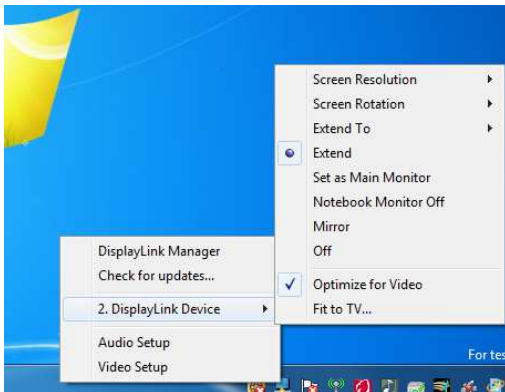 Screen Resolution
Screen Rotation
Extend To
Extend
Set as Main Monitor
Notebook Monitor Off
Mirror
Off
Optimize for Video
Fit to TV...
DisplayLink Manager
Check for updates...
2. DisplayLink Device
Audio Setup
Video Setup
For tes